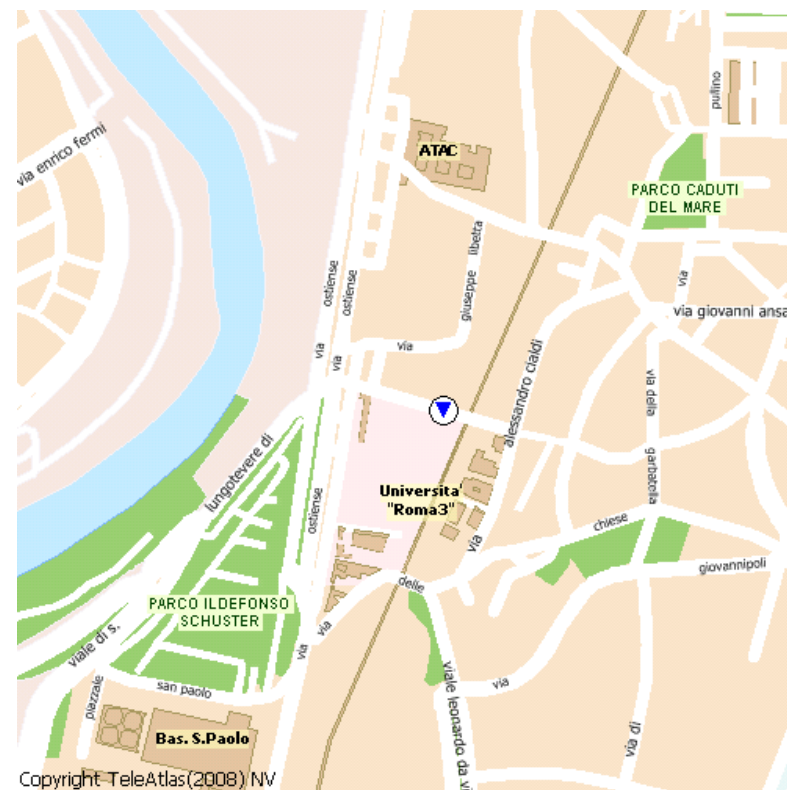 onifud
ATAC
via enrico fermi
PARCO CADUTI
DEL MARE
libetta
giuseppe
ostiense
ostiense
via
via giovanni ansa
via
via
via
alessandro cialdi
via della
garbatella
lungotevere di
Universita'
"Roma3"
ostiense
chiese
via
giovannipoli
delle
PARCO ILDEFONSO
SCHUSTER
via
viale di s.
via
san paolo
piazzale
via
viale leonardo da vi
via di
Bas. S.Paolo
Copyright TeleAtlas(2008) NV